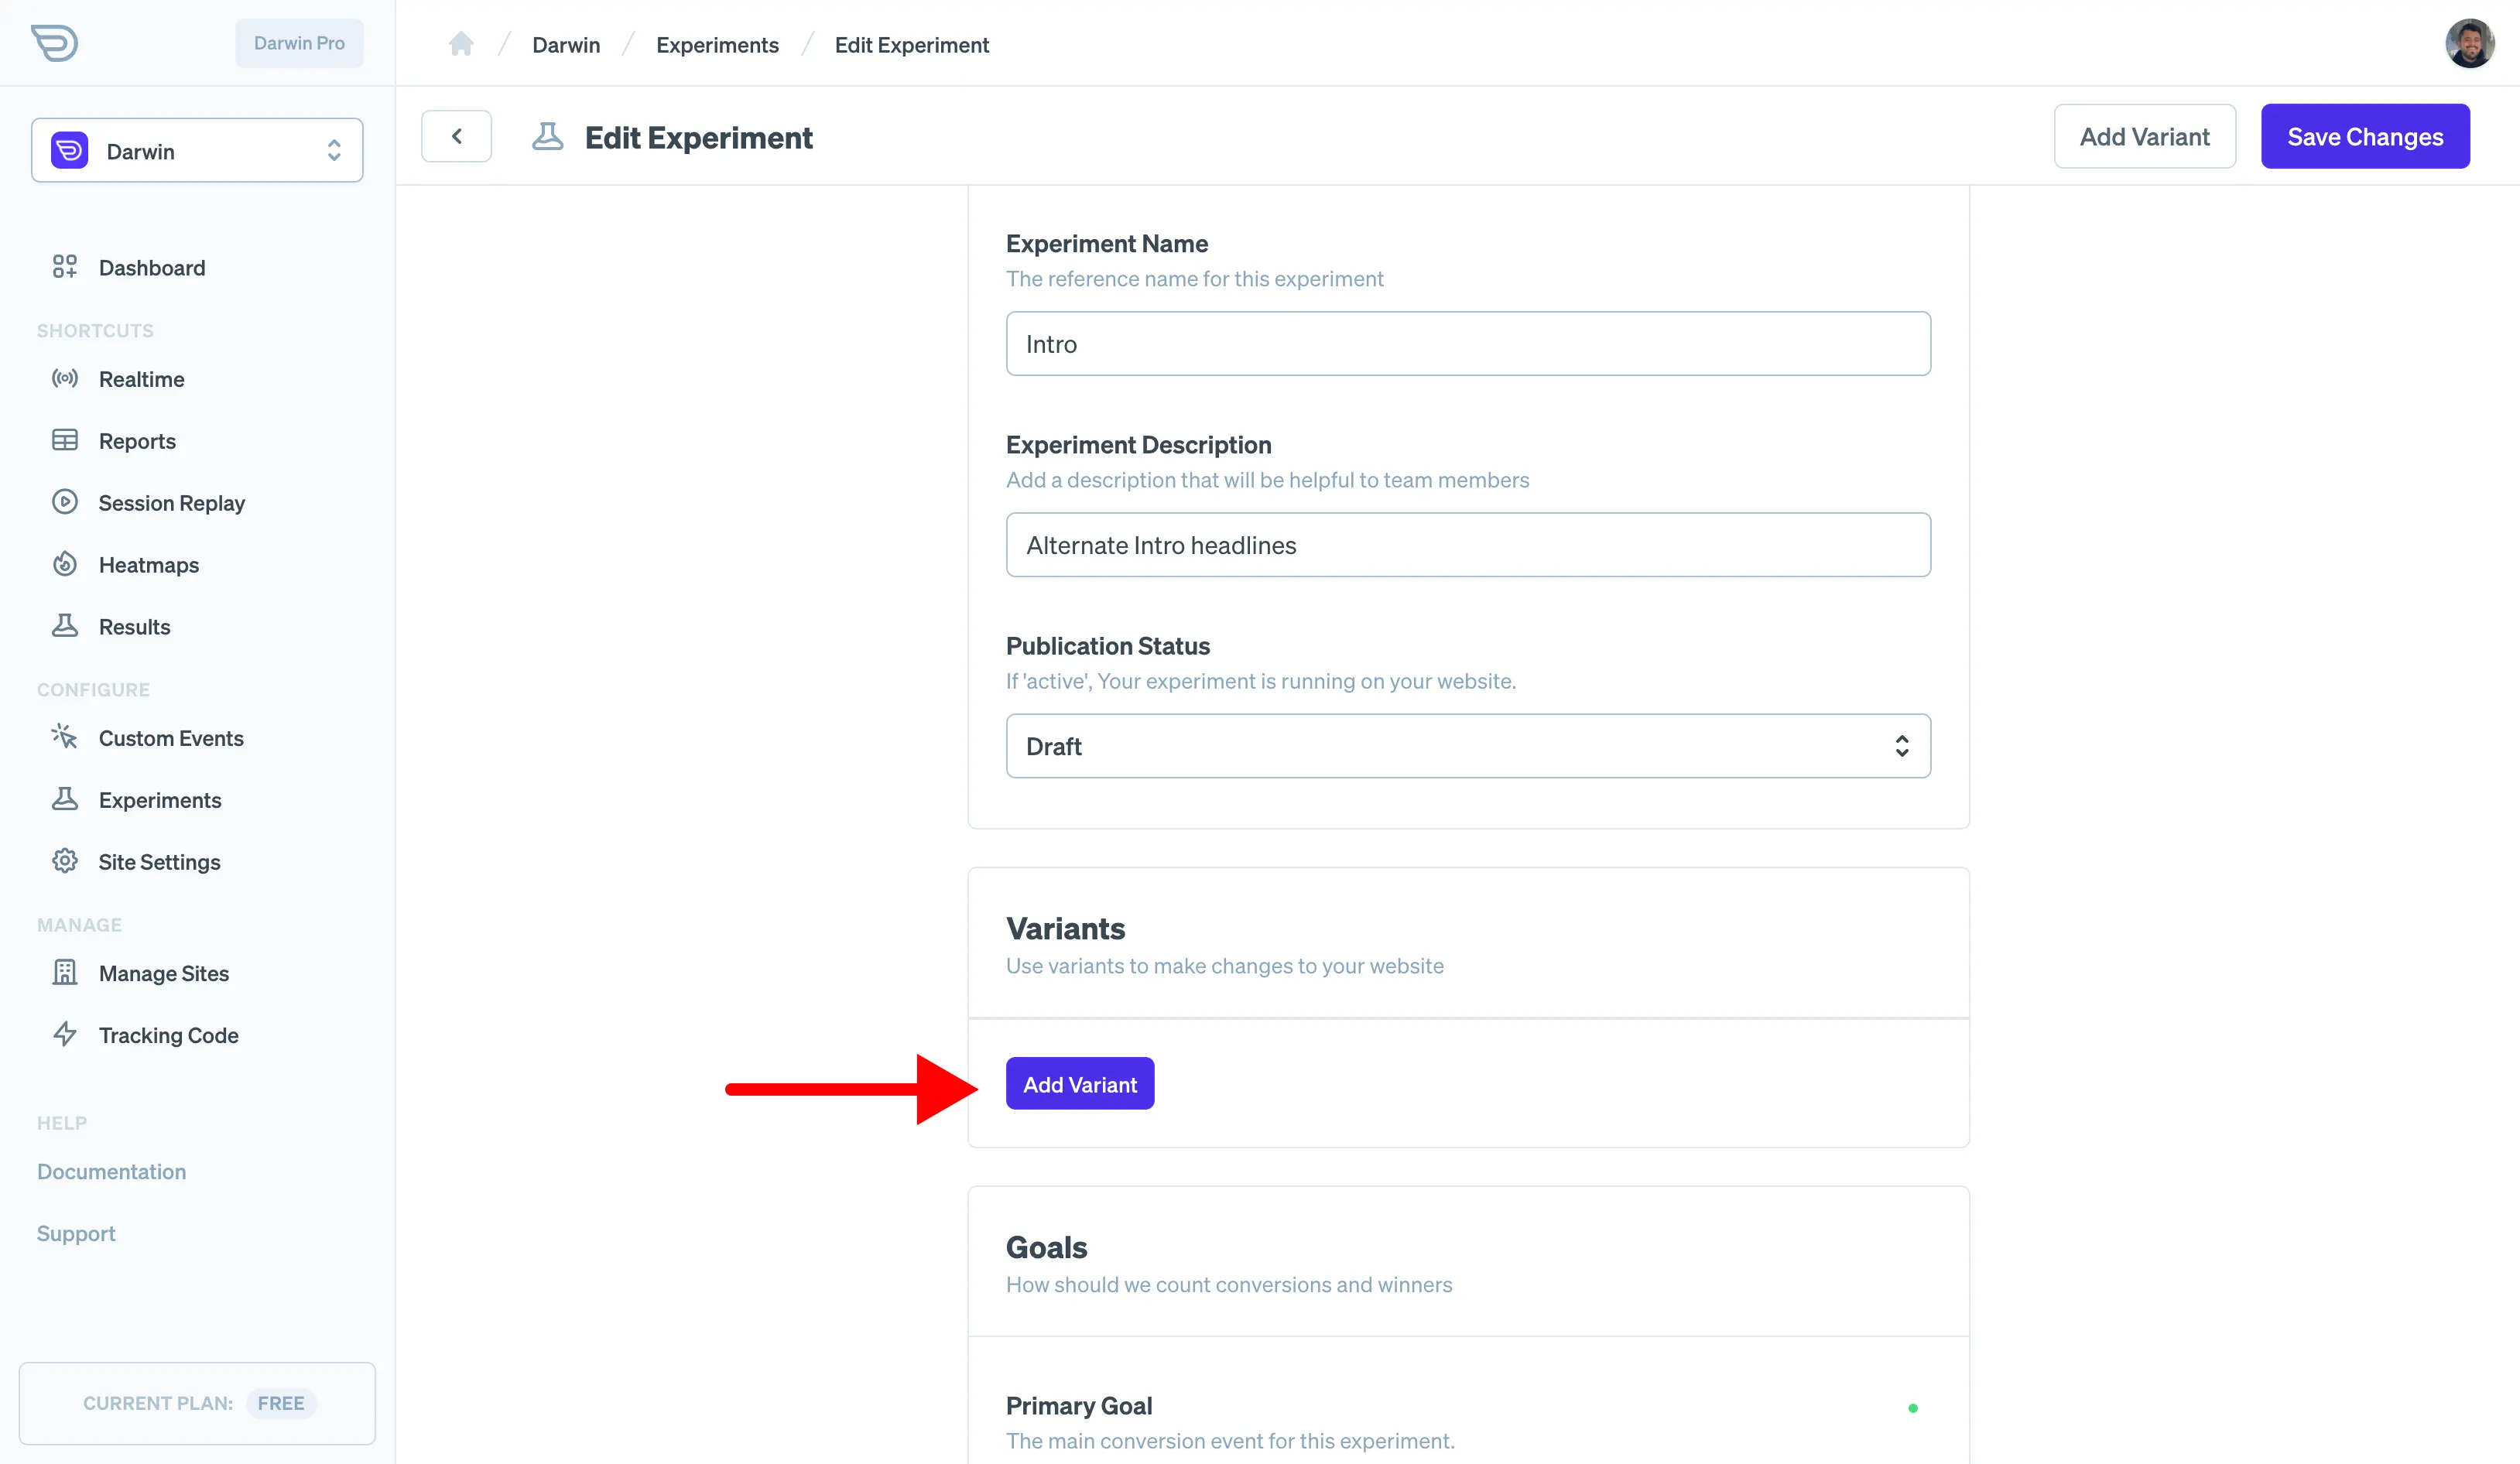 Darwin Pro
Darwin
Dashboard
SHORTCUTS
Realtime
Reports
Session Replay
Heatmaps
Results
CONFIGURE
Custom Events
Experiments
Site Settings
MANAGE
Manage Sites
Tracking Code
HELP
Documentation
Support
CURRENT PLAN: FREE
Darwin / Experiments / Edit Experiment
Edit Experiment
Add Variant
Save Changes
Experiment Name
The reference name for this experiment
Intro
Experiment Description
Add a description that will be helpful to team members
Alternate Intro headlines
Publication Status
If 'active', Your experiment is running on your website.
Draft
Variants
Use variants to make changes to your website
Add Variant
Goals
How should we count conversions and winners
Primary Goal
The main conversion event for this experiment.